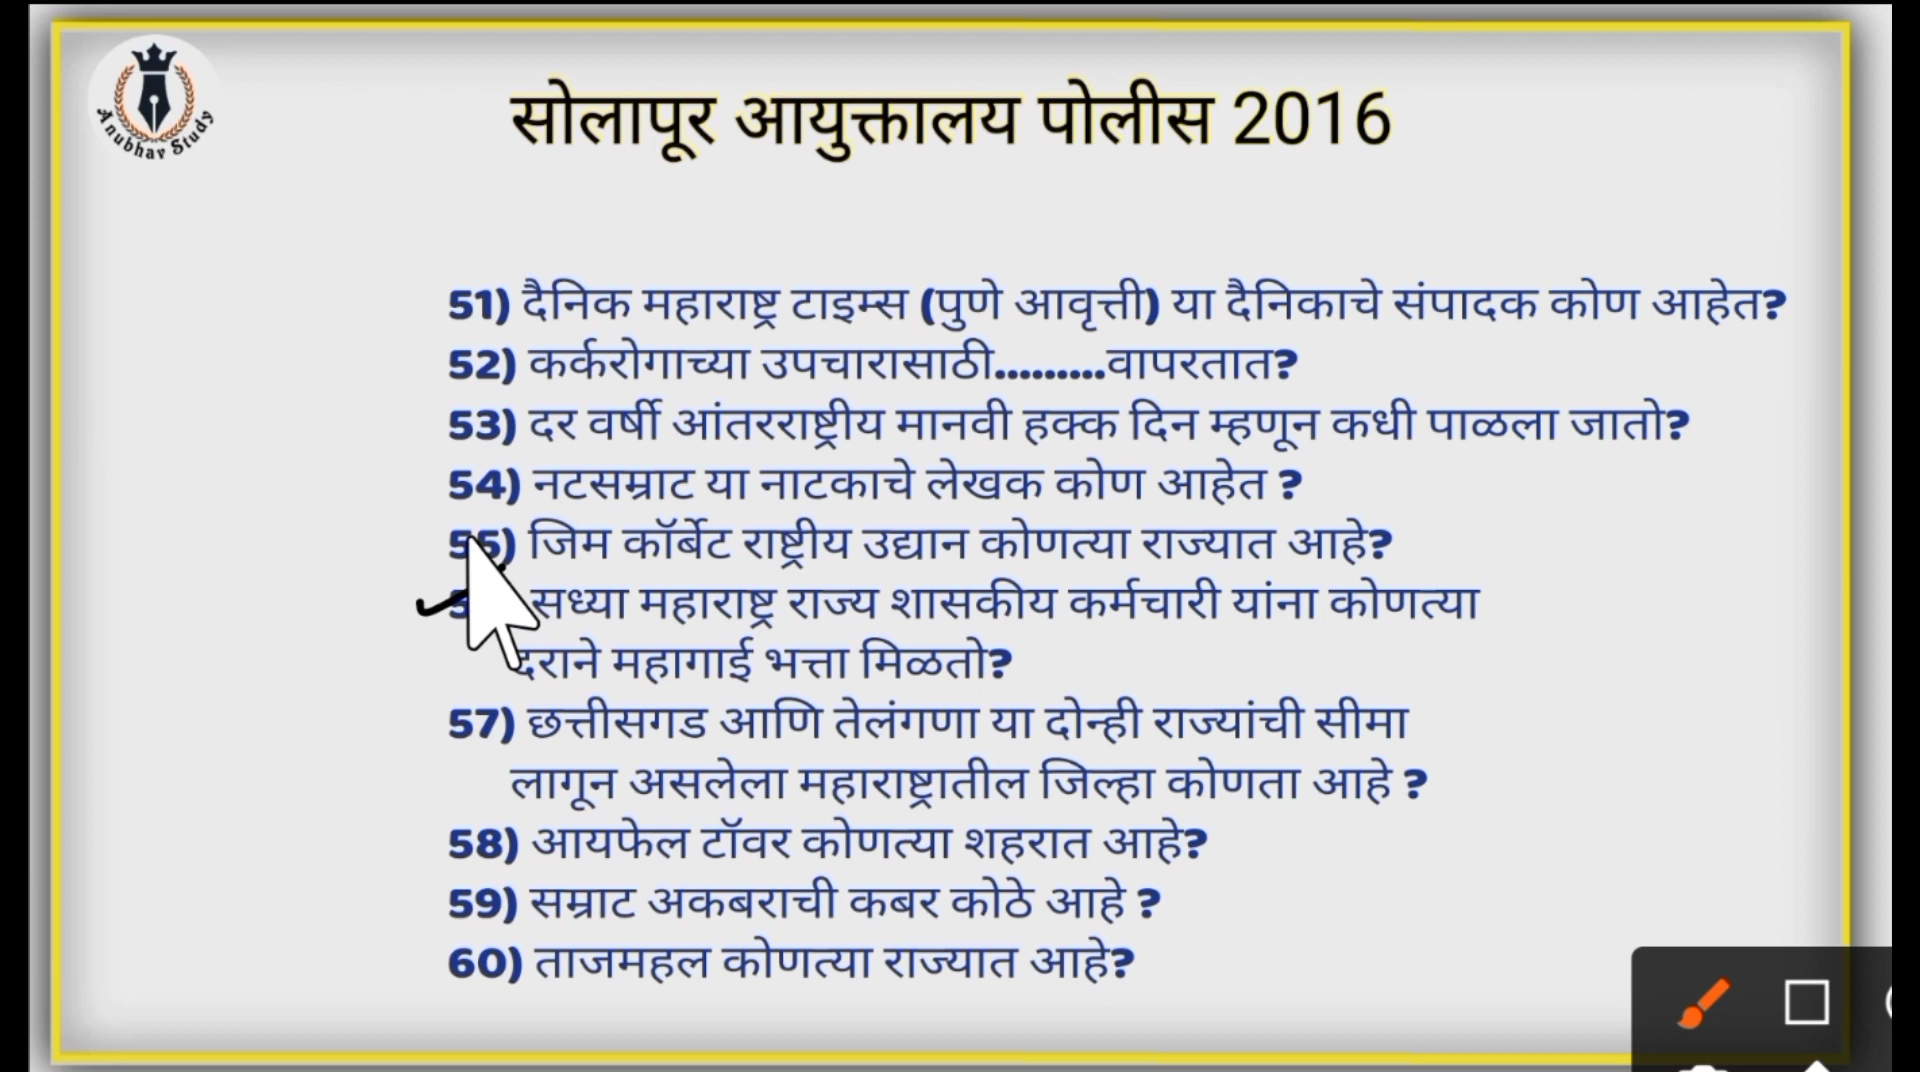 Anubhav Study
सोलापूर आयुक्तालय पोलीस 2016
51) दैनिक महाराष्ट्र टाइम्स (पुणे आवृत्ती) या दैनिकाचे संपादक कोण आहेत?
52) कर्करोगाच्या उपचारासाठी.........वापरतात?
53) दर वर्षी आंतरराष्ट्रीय मानवी हक्क दिन म्हणून कधी पाळला जातो?
54) नटसम्राट या नाटकाचे लेखक कोण आहेत ?
55) जिम कॉर्बेट राष्ट्रीय उद्यान कोणत्या राज्यात आहे?
सध्या महाराष्ट्र राज्य शासकीय कर्मचारी यांना कोणत्या
दराने महागाई भत्ता मिळतो?
57) छत्तीसगड आणि तेलंगणा या दोन्ही राज्यांची सीमा
लागून असलेला महाराष्ट्रातील जिल्हा कोणता आहे ?
58) आयफेल टॉवर कोणत्या शहरात आहे?
59) सम्राट अकबराची कबर कोठे आहे ?
60) ताजमहल कोणत्या राज्यात आहे?